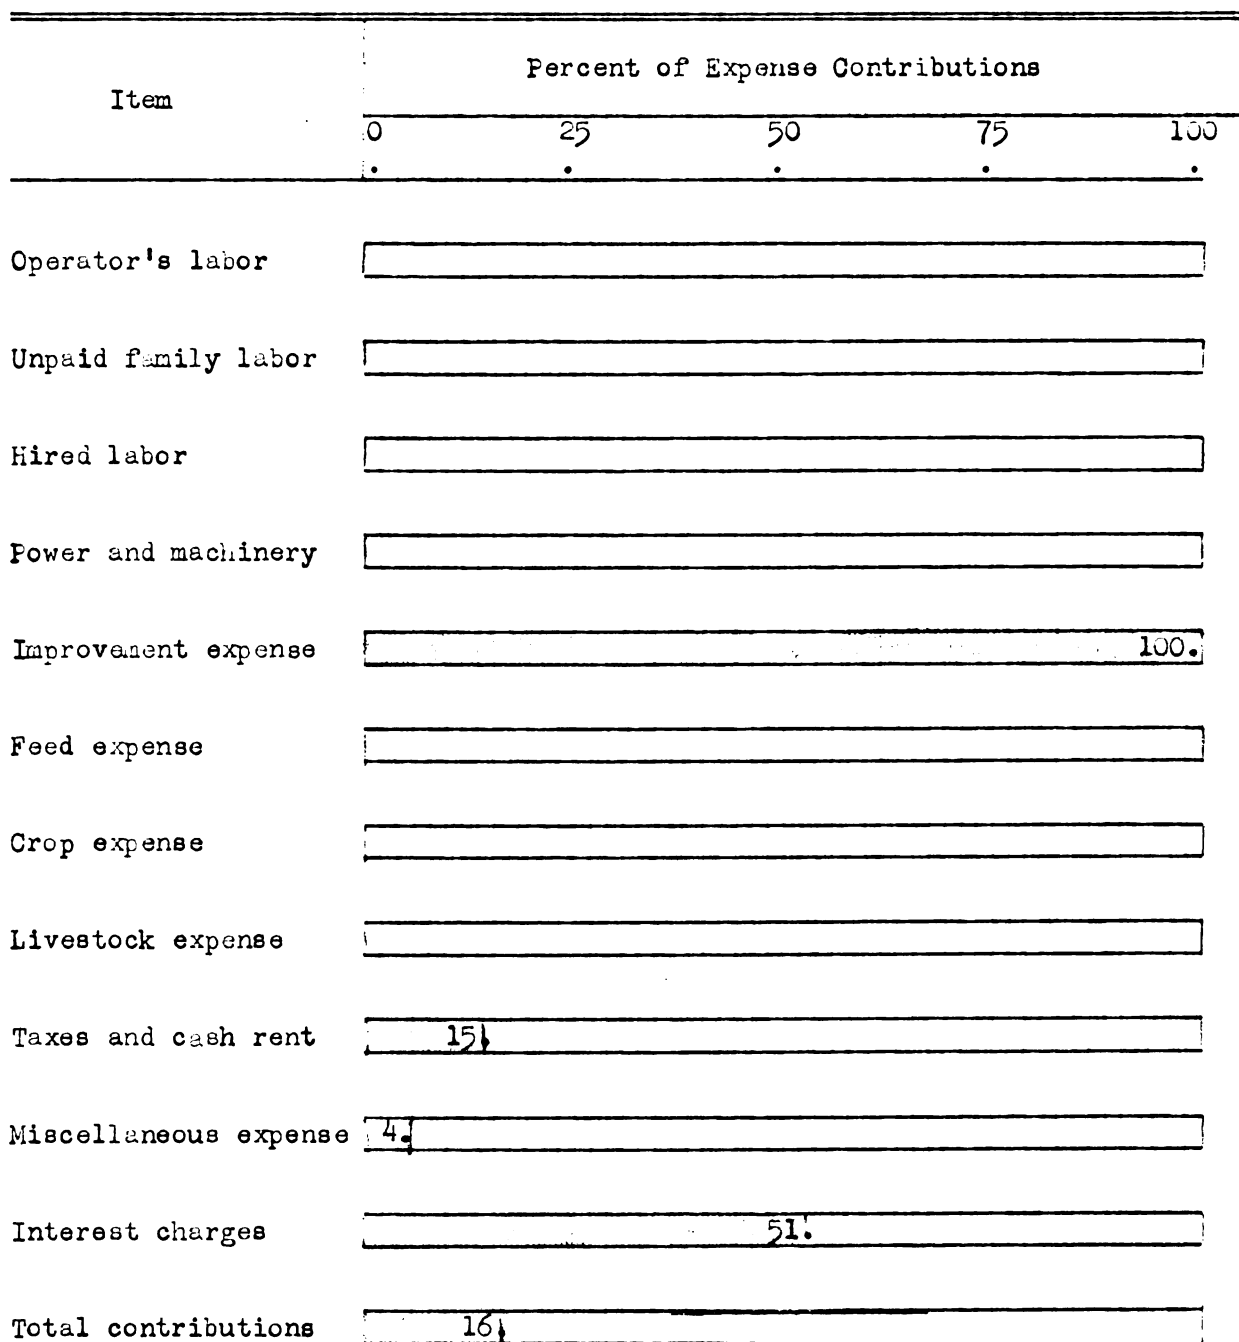 Percent of Expense Contributions
Item
0 25 50 75 100
Operator's labor
Unpaid family labor
Hired labor
Power and machinery
Improvement expense 100.
Feed expense
Crop expense
Livestock expense
Taxes and cash rent 15
Miscellaneous expense 4.
Interest charges 51.
Total contributions 16